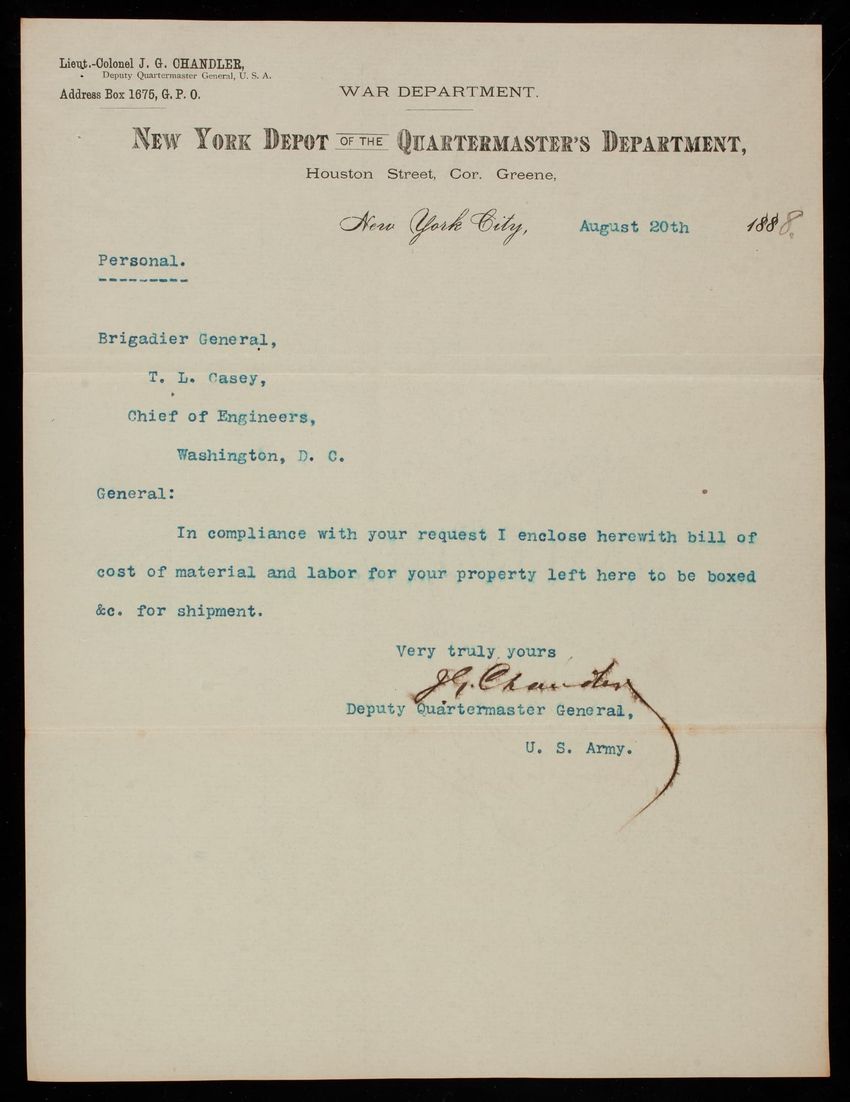 Lieut.-Colonel J. G. CHANDLER,
Deputy Quartermaster General, U. S. A.
Address Box 1675, G. P. O.
WAR DEPARTMENT.
NEW YORK DEPOT OF THE QUARTERMASTER'S DEPARTMENT,
Houston Street, Cor. Greene,
New York City, August 20th 1888.
Personal.
Brigadier General,
T. L. Casey,
Chief of Engineers,
Washington, D. C.
General:
In compliance with your request I enclose herewith bill of
cost of material and labor for your property left here to be boxed
&c. for shipment.
Very truly yours
J G. Chandler
Deputy Quartermaster General,
U. S. Army.